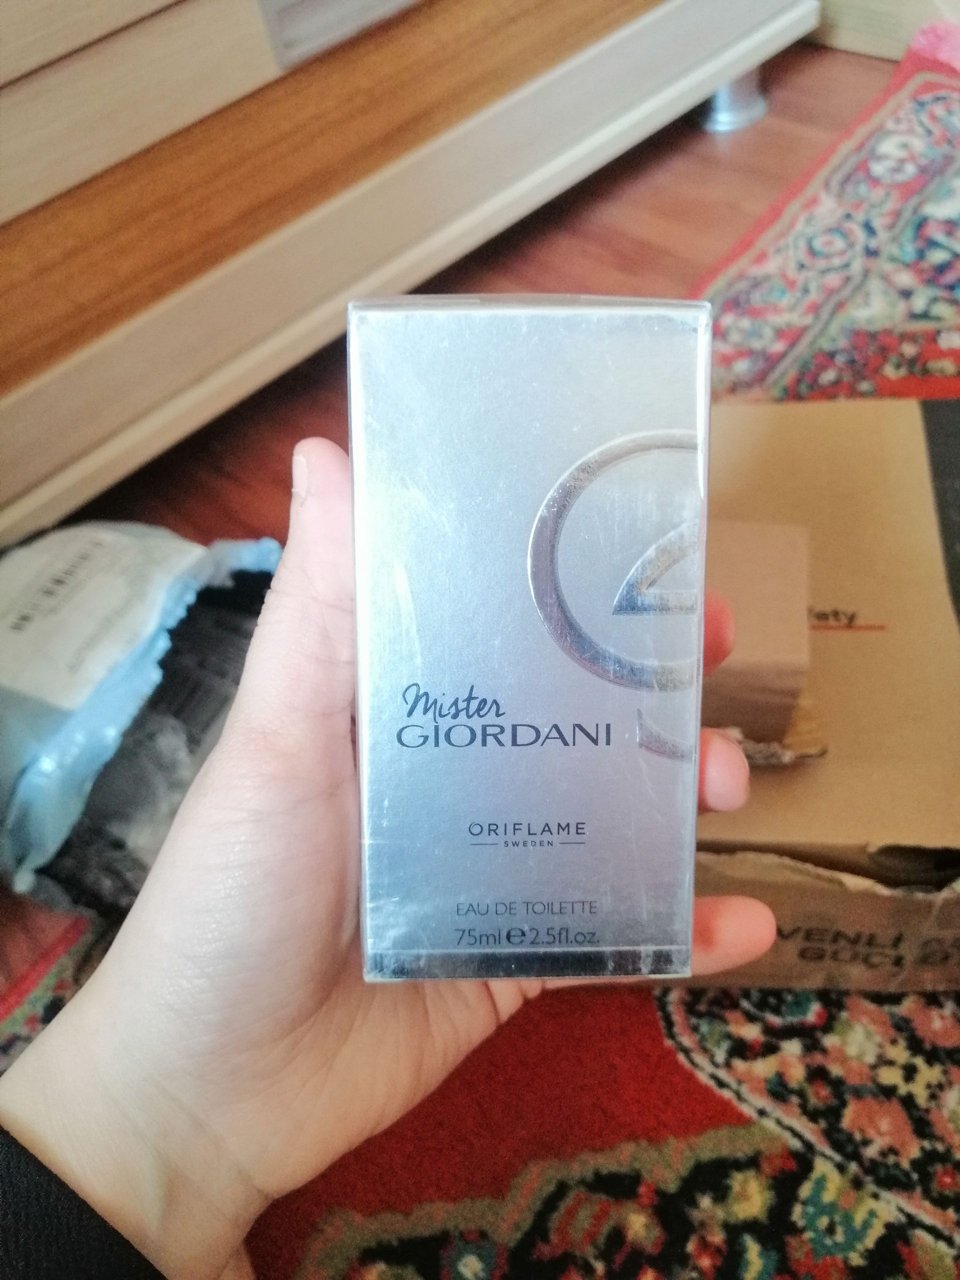 Mister
GIORDANI
ORIFLAME
SWEDEN
EAU DE TOILETTE
75ml e 2.5fl.oz.